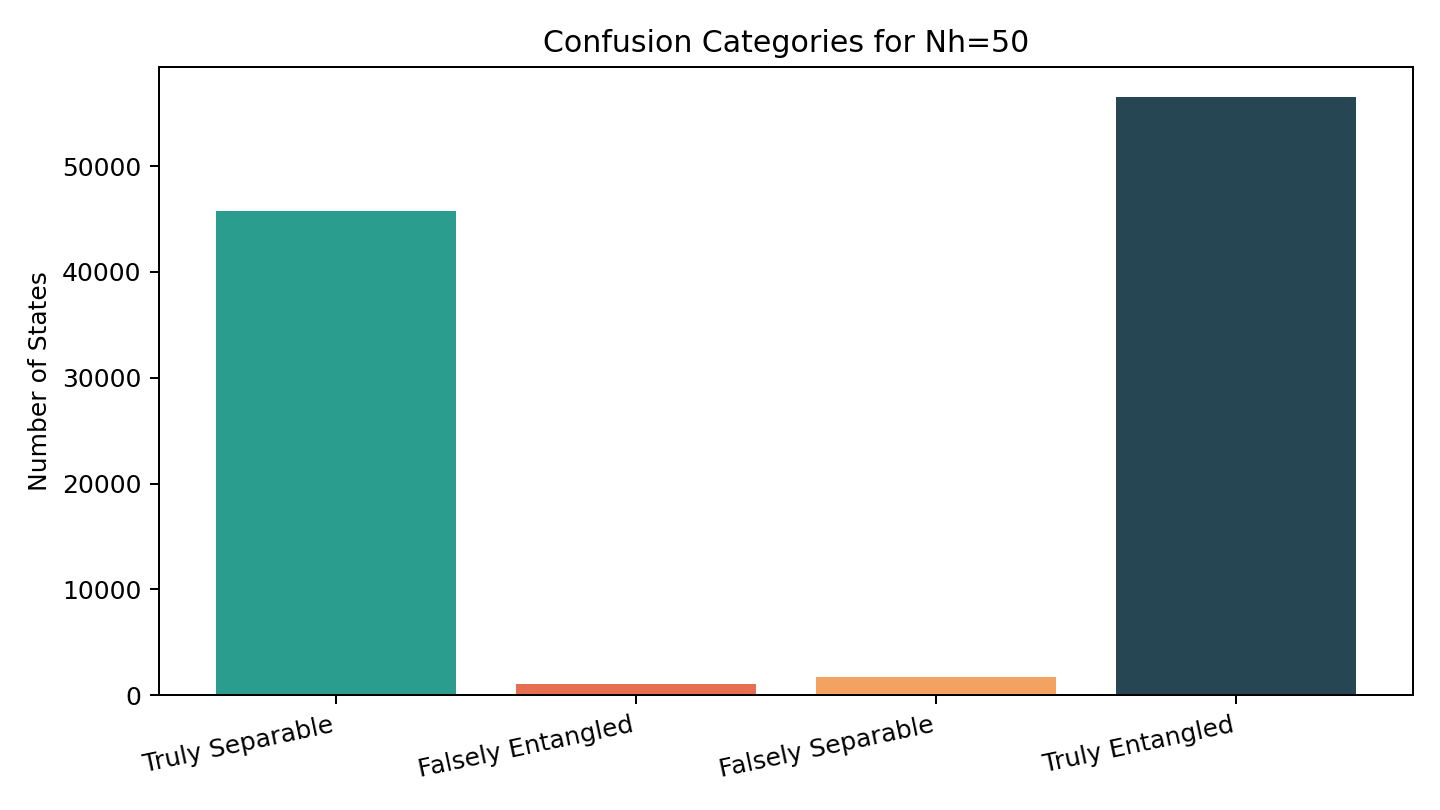 Confusion Categories for Nh=50
Number of States
50000
40000
30000
20000
10000
0
Truly Separable
Falsely Entangled
Falsely Separable
Truly Entangled